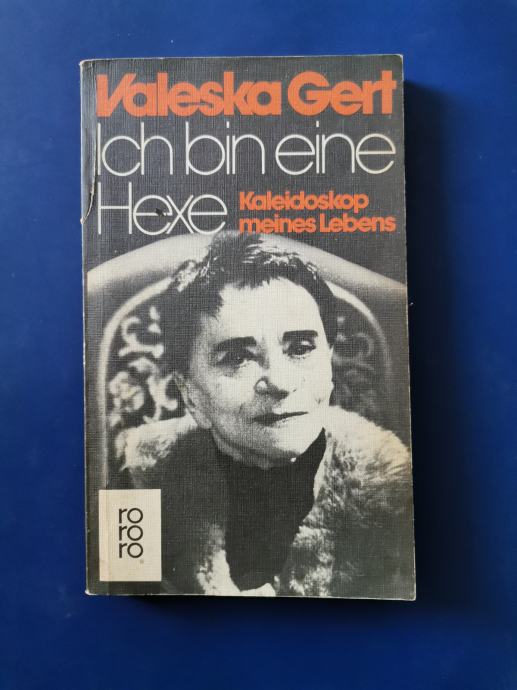 Valeska Gert
Ich bin eine
Hexe
Kaleidoskop
meines Lebens
ro
ro
ro